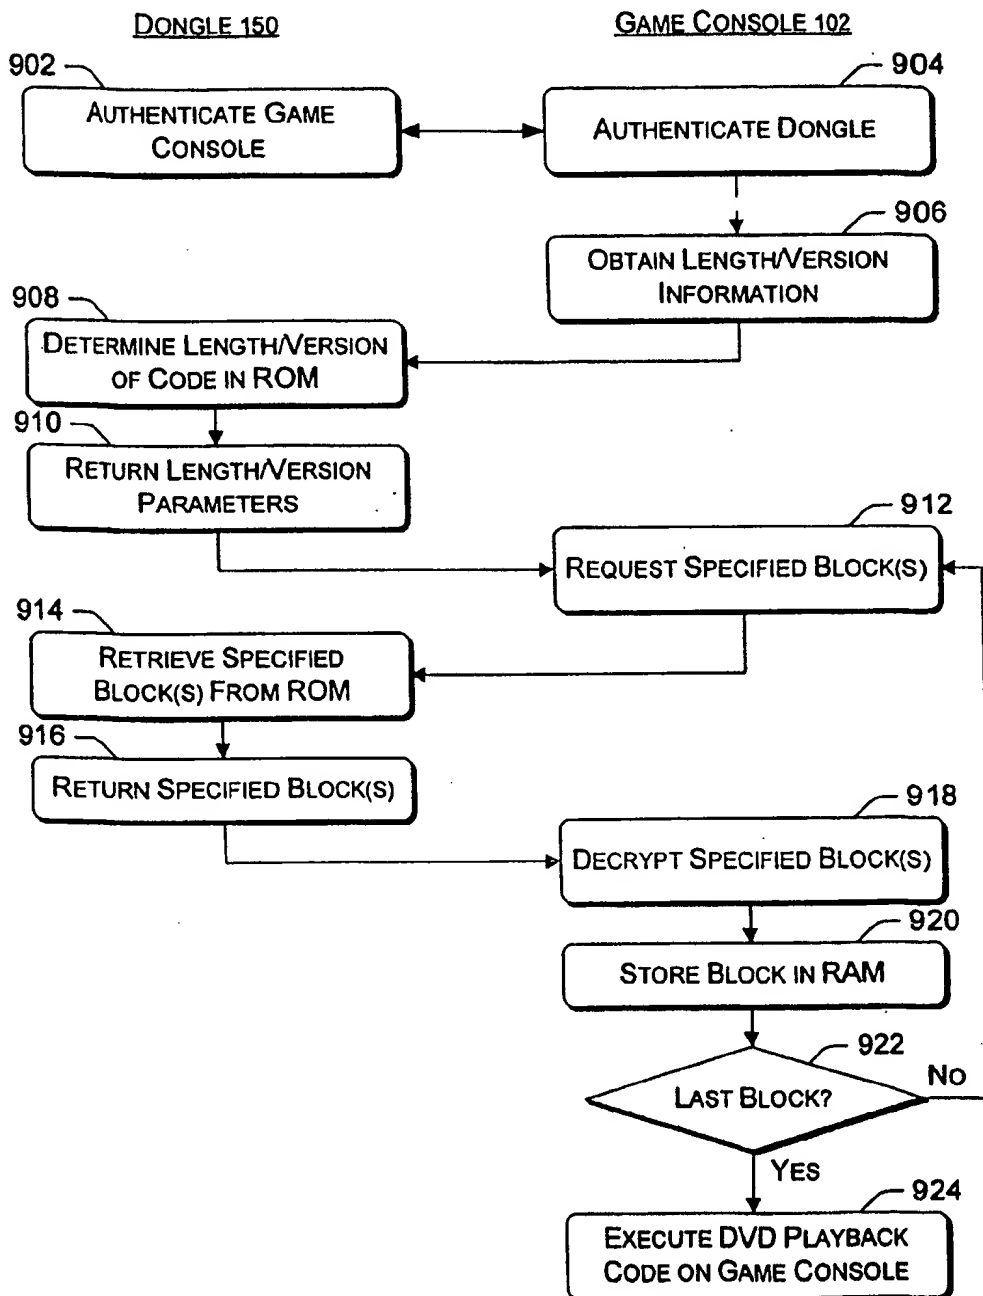 DONGLE 150
GAME CONSOLE 102
902
AUTHENTICATE GAME
CONSOLE
904
AUTHENTICATE DONGLE
906
OBTAIN LENGTH/VERSION
INFORMATION
908
DETERMINE LENGTH/VERSION
OF CODE IN ROM
910
RETURN LENGTH/VERSION
PARAMETERS
912
REQUEST SPECIFIED BLOCK(S)
914
RETRIEVE SPECIFIED
BLOCK(S) FROM ROM
916
RETURN SPECIFIED BLOCK(S)
918
DECRYPT SPECIFIED BLOCK(S)
920
STORE BLOCK IN RAM
922
LAST BLOCK?
NO
YES
924
EXECUTE DVD PLAYBACK
CODE ON GAME CONSOLE